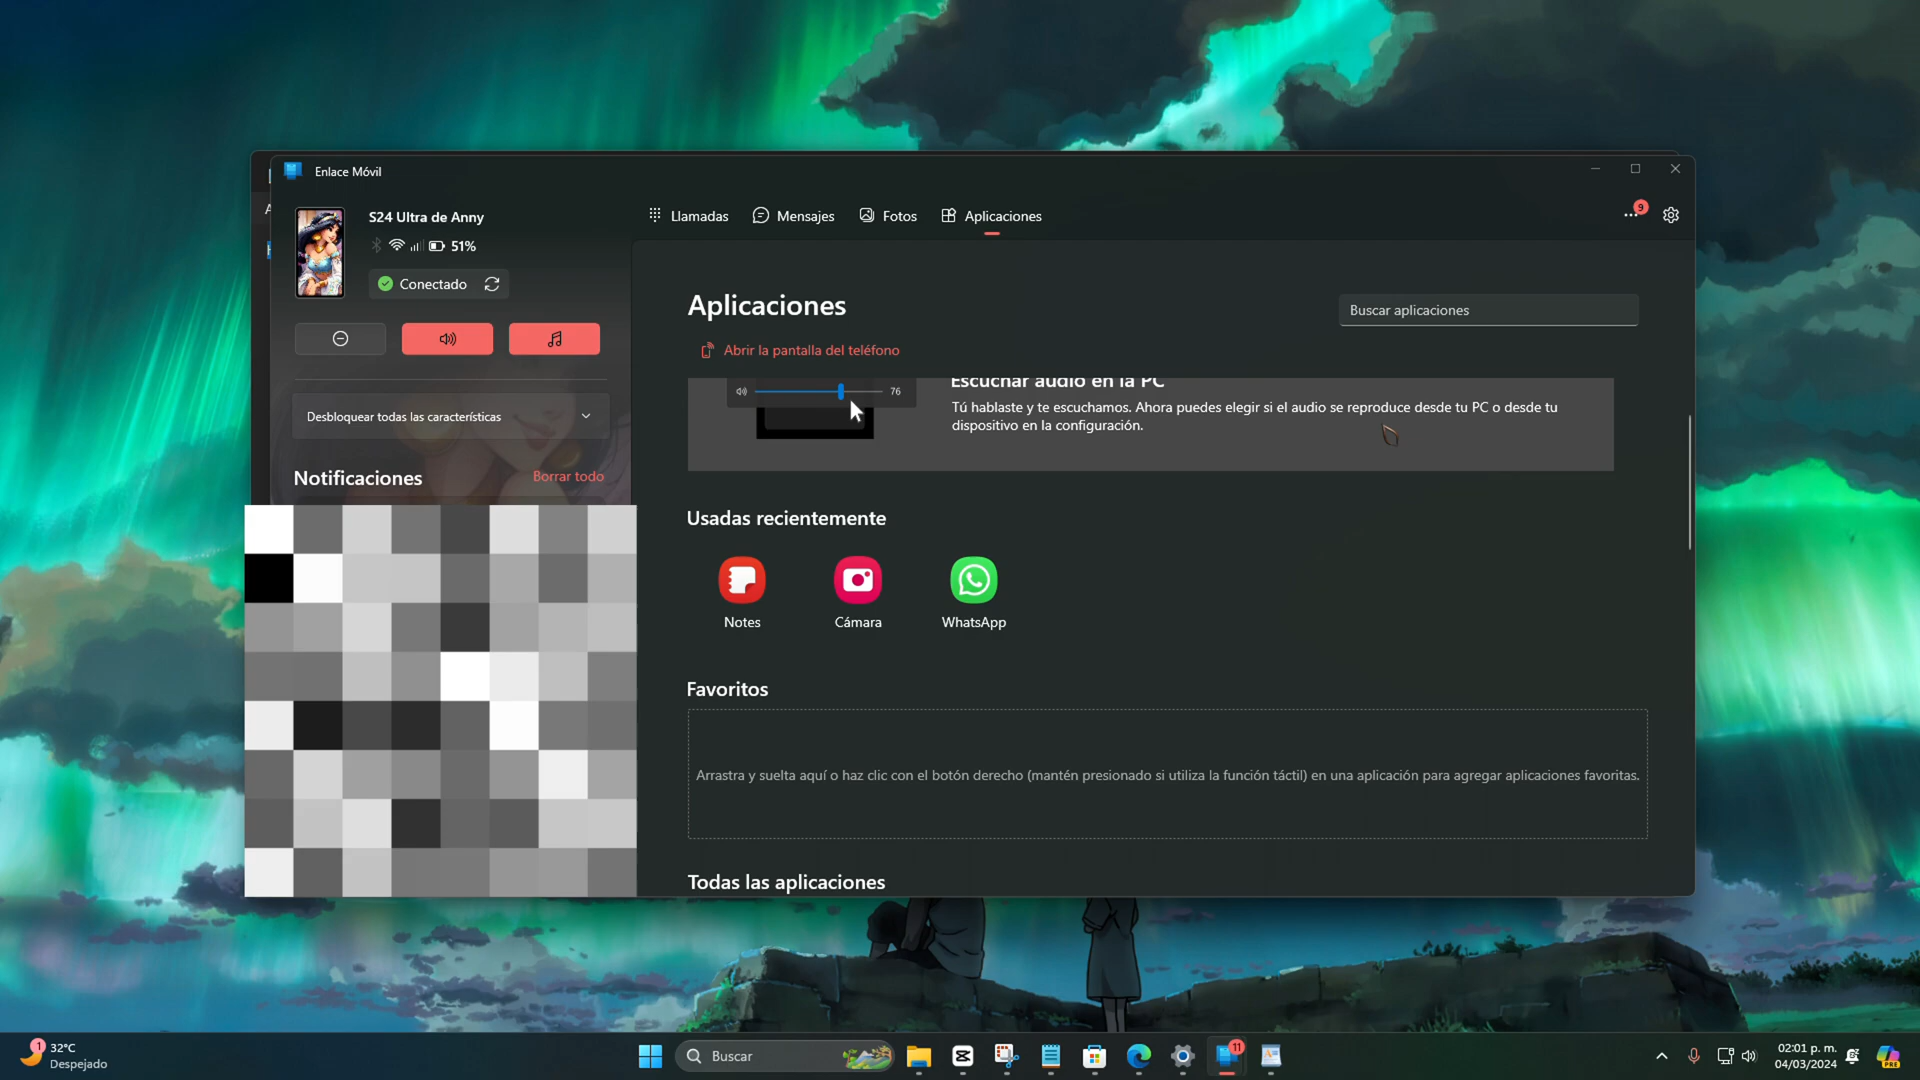 Enlace Móvil
S24 Ultra de Anny
51%
Conectado
Llamadas
Mensajes
Fotos
Aplicaciones
9
Desbloquear todas las características
Notificaciones
Borrar todo
Aplicaciones
Buscar aplicaciones
Abrir la pantalla del teléfono
76
Escuchar audio en la PC
Tú hablaste y te escuchamos. Ahora puedes elegir si el audio se reproduce desde tu PC o desde tu
dispositivo en la configuración.
Usadas recientemente
Notes
Cámara
WhatsApp
Favoritos
Arrastra y suelta aquí o haz clic con el botón derecho (mantén presionado si utiliza la función táctil) en una aplicación para agregar aplicaciones favoritas.
Todas las aplicaciones
1
32°C
Despejado
Buscar
11
02:01 p. m.
04/03/2024
PRE